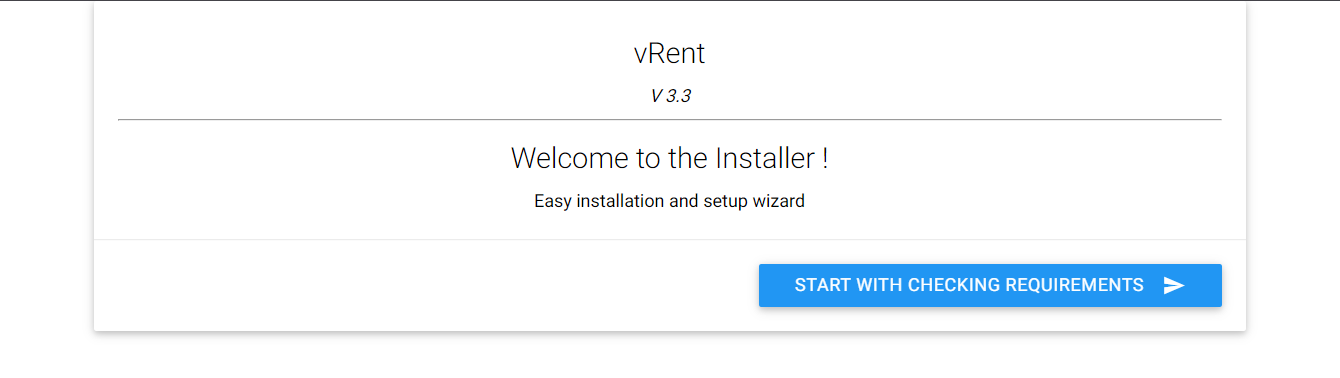 vRent
V 3.3
Welcome to the Installer !
Easy installation and setup wizard
START WITH CHECKING REQUIREMENTS